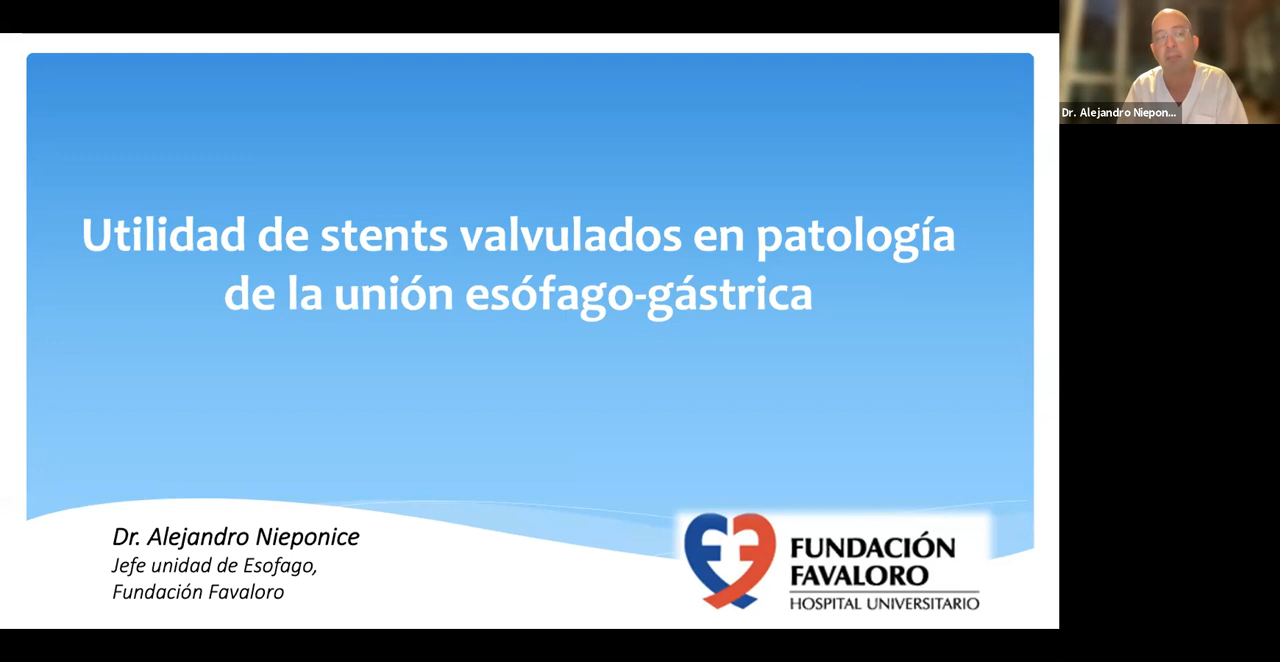 Utilidad de stents valvulados en patología
de la unión esófago-gástrica
Dr. Alejandro Nieponice
Jefe unidad de Esofago,
Fundación Favaloro
FUNDACIÓN
FAVALORO
HOSPITAL UNIVERSITARIO
Dr. Alejandro Niepon...